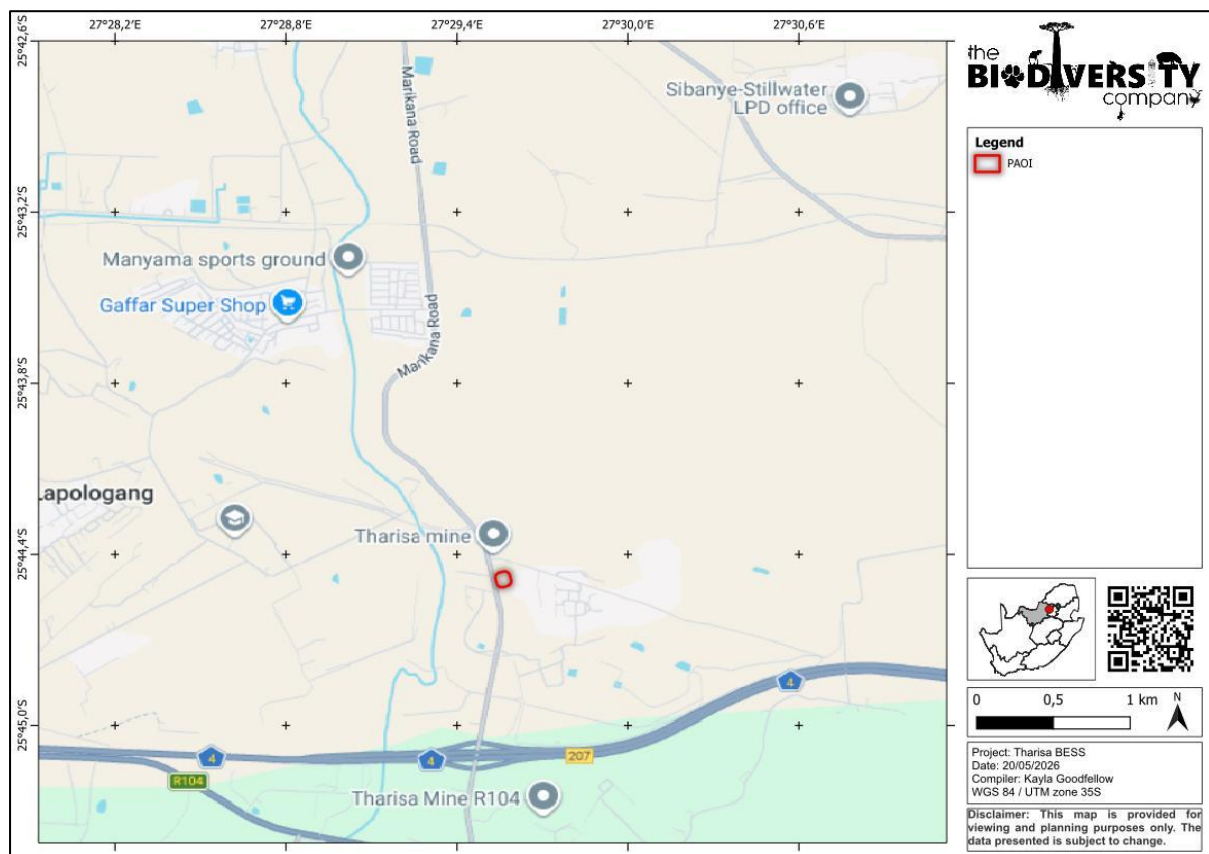 27°28,2'E
27°28,8'E
27°29,4'E
27°30,0'E
27°30,6'E
25°42,6'S
25°43,2'S
25°43,8'S
25°44,4'S
25°45,0'S
Marikana Road
Sibanye-Stillwater
LPD office
Manyama sports ground
Gaffar Super Shop
Marikana Road
Lapologang
Tharisa mine
4
4
4
207
R104
Tharisa Mine R104
the
BIODIVERSITY
company
Legend
PAOI
0 0,5 1 km
N
Project: Tharisa BESS
Date: 20/05/2026
Compiler: Kayla Goodfellow
WGS 84 / UTM zone 35S
Disclaimer: This map is provided for
viewing and planning purposes only. The
data presented is subject to change.